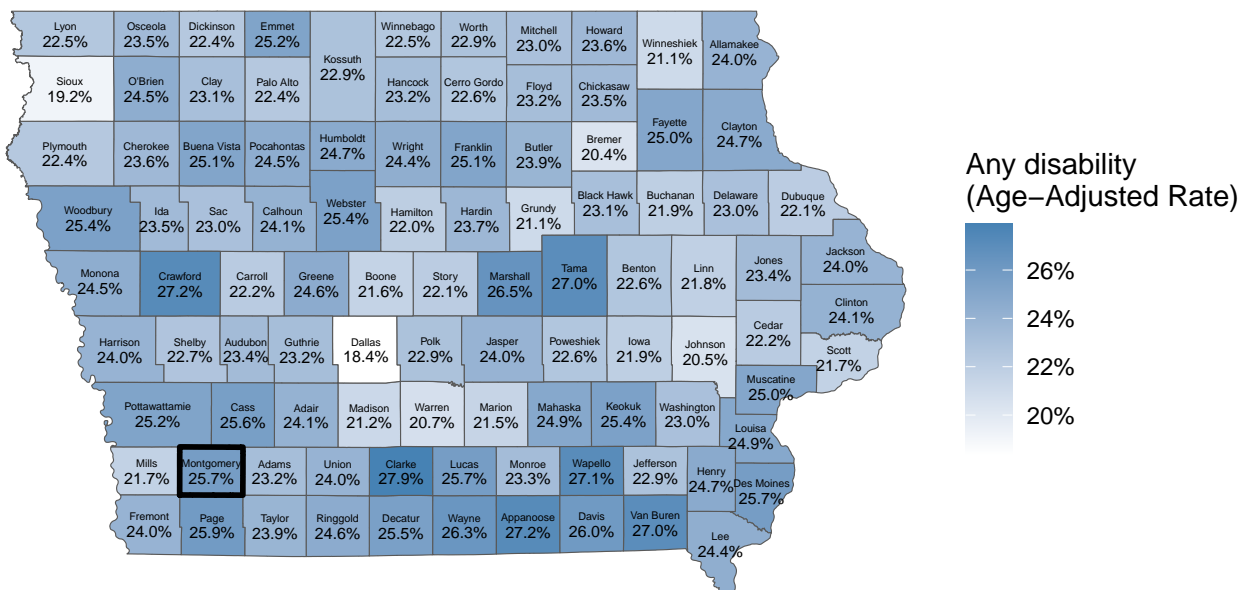 Lyon
22.5%
Osceola
23.5%
Dickinson
22.4%
Emmet
25.2%
Kossuth
22.9%
Winnebago
22.5%
Worth
22.9%
Mitchell
23.0%
Howard
23.6%
Winneshiek
21.1%
Allamakee
24.0%
Sioux
19.2%
O'Brien
24.5%
Clay
23.1%
Palo Alto
22.4%
Hancock
23.2%
Cerro Gordo
22.6%
Floyd
23.2%
Chickasaw
23.5%
Fayette
25.0%
Clayton
24.7%
Plymouth
22.4%
Cherokee
23.6%
Buena Vista
25.1%
Pocahontas
24.5%
Humboldt
24.7%
Wright
24.4%
Franklin
25.1%
Butler
23.9%
Bremer
20.4%
Woodbury
25.4%
Ida
23.5%
Sac
23.0%
Calhoun
24.1%
Webster
25.4%
Hamilton
22.0%
Hardin
23.7%
Grundy
21.1%
Black Hawk
23.1%
Buchanan
21.9%
Delaware
23.0%
Dubuque
22.1%
Monona
24.5%
Crawford
27.2%
Carroll
22.2%
Greene
24.6%
Boone
21.6%
Story
22.1%
Marshall
26.5%
Tama
27.0%
Benton
22.6%
Linn
21.8%
Jones
23.4%
Jackson
24.0%
Clinton
24.1%
Harrison
24.0%
Shelby
22.7%
Audubon
23.4%
Guthrie
23.2%
Dallas
18.4%
Polk
22.9%
Jasper
24.0%
Poweshiek
22.6%
Iowa
21.9%
Johnson
20.5%
Cedar
22.2%
Scott
21.7%
Muscatine
25.0%
Pottawattamie
25.2%
Cass
25.6%
Adair
24.1%
Madison
21.2%
Warren
20.7%
Marion
21.5%
Mahaska
24.9%
Keokuk
25.4%
Washington
23.0%
Louisa
24.9%
Mills
21.7%
Montgomery
25.7%
Adams
23.2%
Union
24.0%
Clarke
27.9%
Lucas
25.7%
Monroe
23.3%
Wapello
27.1%
Jefferson
22.9%
Henry
24.7%
Des Moines
25.7%
Fremont
24.0%
Page
25.9%
Taylor
23.9%
Ringgold
24.6%
Decatur
25.5%
Wayne
26.3%
Appanoose
27.2%
Davis
26.0%
Van Buren
27.0%
Lee
24.4%
Any disability
(Age−Adjusted Rate)
26%
24%
22%
20%